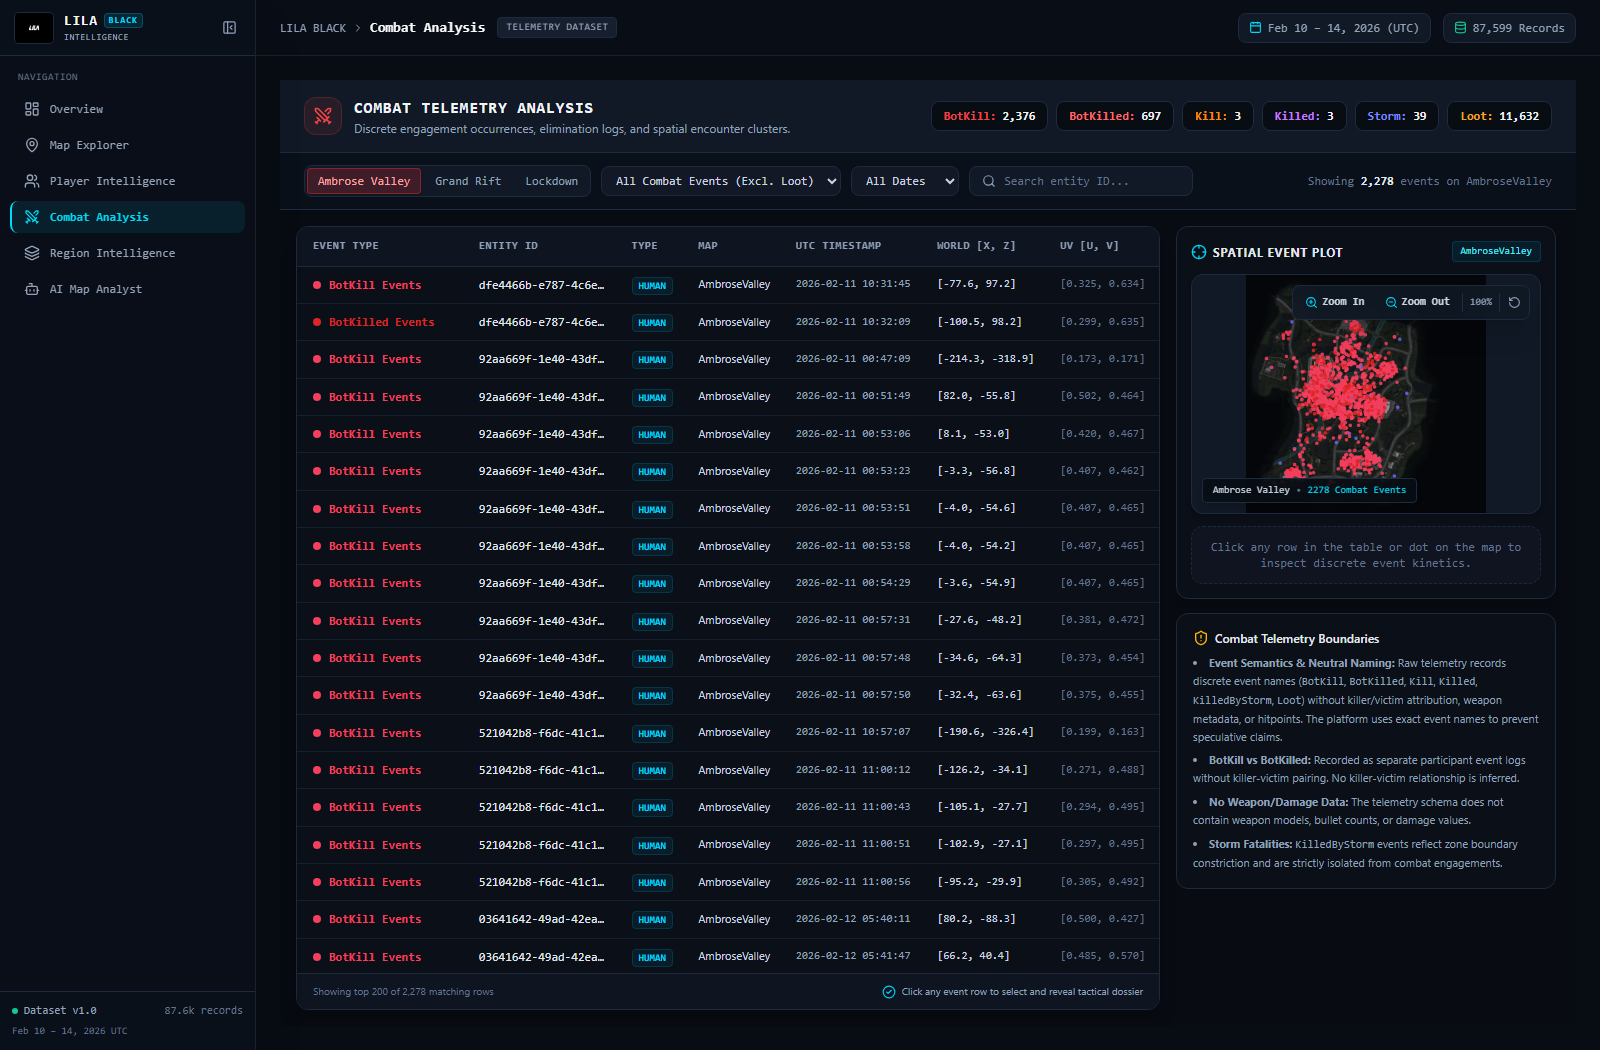 LILA
LILA BLACK
INTELLIGENCE
LILA BLACK > Combat Analysis TELEMETRY DATASET
Feb 10 – 14, 2026 (UTC) 87,599 Records
NAVIGATION
Overview
Map Explorer
Player Intelligence
Combat Analysis
Region Intelligence
AI Map Analyst
Dataset v1.0 87.6k records
Feb 10 – 14, 2026 UTC
COMBAT TELEMETRY ANALYSIS
Discrete engagement occurrences, elimination logs, and spatial encounter clusters.
BotKill: 2,376 BotKilled: 697 Kill: 3 Killed: 3 Storm: 39 Loot: 11,632
Ambrose Valley Grand Rift Lockdown All Combat Events (Excl. Loot) All Dates Search entity ID... Showing 2,278 events on AmbroseValley
EVENT TYPE ENTITY ID TYPE MAP UTC TIMESTAMP WORLD [X, Z] UV [U, V]
BotKill Events dfe4466b-e787-4c6e… HUMAN AmbroseValley 2026-02-11 10:31:45 [-77.6, 97.2] [0.325, 0.634]
BotKilled Events dfe4466b-e787-4c6e… HUMAN AmbroseValley 2026-02-11 10:32:09 [-100.5, 98.2] [0.299, 0.635]
BotKill Events 92aa669f-1e40-43df… HUMAN AmbroseValley 2026-02-11 00:47:09 [-214.3, -318.9] [0.173, 0.171]
BotKill Events 92aa669f-1e40-43df… HUMAN AmbroseValley 2026-02-11 00:51:49 [82.0, -55.8] [0.502, 0.464]
BotKill Events 92aa669f-1e40-43df… HUMAN AmbroseValley 2026-02-11 00:53:06 [8.1, -53.0] [0.420, 0.467]
BotKill Events 92aa669f-1e40-43df… HUMAN AmbroseValley 2026-02-11 00:53:23 [-3.3, -56.8] [0.407, 0.462]
BotKill Events 92aa669f-1e40-43df… HUMAN AmbroseValley 2026-02-11 00:53:51 [-4.0, -54.6] [0.407, 0.465]
BotKill Events 92aa669f-1e40-43df… HUMAN AmbroseValley 2026-02-11 00:53:58 [-4.0, -54.2] [0.407, 0.465]
BotKill Events 92aa669f-1e40-43df… HUMAN AmbroseValley 2026-02-11 00:54:29 [-3.6, -54.9] [0.407, 0.465]
BotKill Events 92aa669f-1e40-43df… HUMAN AmbroseValley 2026-02-11 00:57:31 [-27.6, -48.2] [0.381, 0.472]
BotKill Events 92aa669f-1e40-43df… HUMAN AmbroseValley 2026-02-11 00:57:48 [-34.6, -64.3] [0.373, 0.454]
BotKill Events 92aa669f-1e40-43df… HUMAN AmbroseValley 2026-02-11 00:57:50 [-32.4, -63.6] [0.375, 0.455]
BotKill Events 521042b8-f6dc-41c1… HUMAN AmbroseValley 2026-02-11 10:57:07 [-190.6, -326.4] [0.199, 0.163]
BotKill Events 521042b8-f6dc-41c1… HUMAN AmbroseValley 2026-02-11 11:00:12 [-126.2, -34.1] [0.271, 0.488]
BotKill Events 521042b8-f6dc-41c1… HUMAN AmbroseValley 2026-02-11 11:00:43 [-105.1, -27.7] [0.294, 0.495]
BotKill Events 521042b8-f6dc-41c1… HUMAN AmbroseValley 2026-02-11 11:00:51 [-102.9, -27.1] [0.297, 0.495]
BotKill Events 521042b8-f6dc-41c1… HUMAN AmbroseValley 2026-02-11 11:00:56 [-95.2, -29.9] [0.305, 0.492]
BotKill Events 03641642-49ad-42ea… HUMAN AmbroseValley 2026-02-12 05:40:11 [80.2, -88.3] [0.500, 0.427]
BotKill Events 03641642-49ad-42ea… HUMAN AmbroseValley 2026-02-12 05:41:47 [66.2, 40.4] [0.485, 0.570]
Showing top 200 of 2,278 matching rows Click any event row to select and reveal tactical dossier
SPATIAL EVENT PLOT AmbroseValley
Zoom In Zoom Out 100%
Ambrose Valley • 2278 Combat Events
Click any row in the table or dot on the map to
inspect discrete event kinetics.
Combat Telemetry Boundaries
• Event Semantics & Neutral Naming: Raw telemetry records
discrete event names (BotKill, BotKilled, Kill, Killed,
KilledByStorm, Loot) without killer/victim attribution, weapon
metadata, or hitpoints. The platform uses exact event names to prevent
speculative claims.
• BotKill vs BotKilled: Recorded as separate participant event logs
without killer-victim pairing. No killer-victim relationship is inferred.
• No Weapon/Damage Data: The telemetry schema does not
contain weapon models, bullet counts, or damage values.
• Storm Fatalities: KilledByStorm events reflect zone boundary
constriction and are strictly isolated from combat engagements.